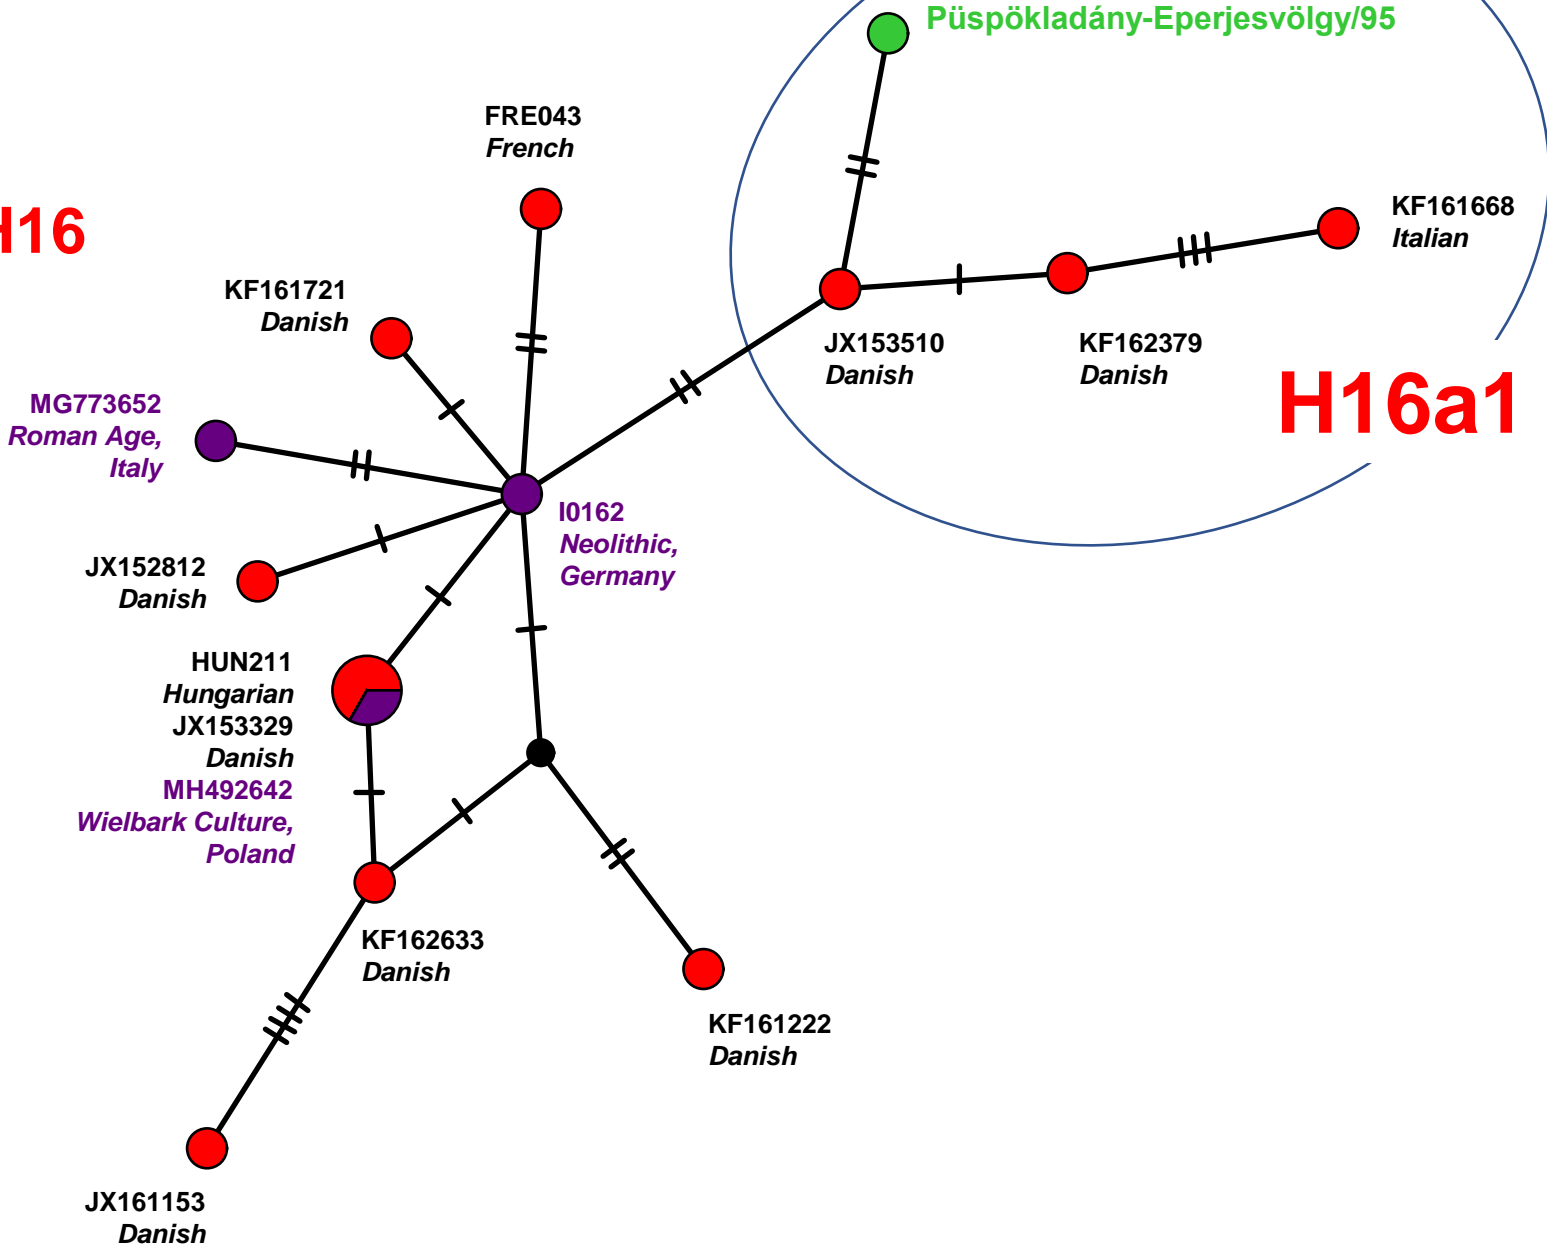 Püspökladány-Eperjesvölgy/95
FRE043
French
H16
KF161668
Italian
KF161721
Danish
JX153510
Danish
KF162379
Danish
H16a1
MG773652
Roman Age,
Italy
I0162
Neolithic,
Germany
JX152812
Danish
HUN211
Hungarian
JX153329
Danish
MH492642
Wielbark Culture,
Poland
KF162633
Danish
KF161222
Danish
JX161153
Danish